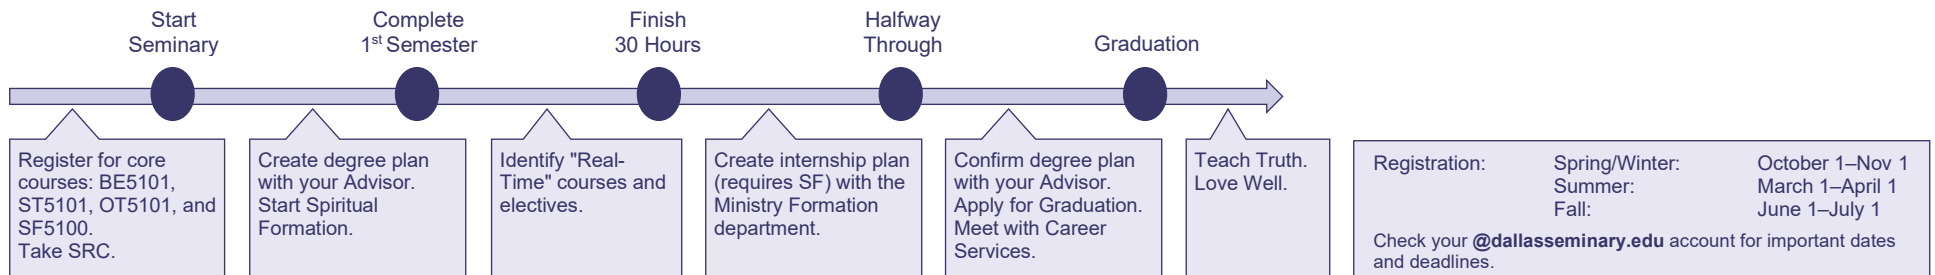 Start
Seminary
Complete
1st Semester
Finish
30 Hours
Halfway
Through
Graduation
Register for core
courses: BE5101,
ST5101, OT5101, and
SF5100.
Take SRC.
Create degree plan
with your Advisor.
Start Spiritual
Formation.
Identify "Real-
Time" courses and
electives.
Create internship plan
(requires SF) with the
Ministry Formation
department.
Confirm degree plan
with your Advisor.
Apply for Graduation.
Meet with Career
Services.
Teach Truth.
Love Well.
Registration: Spring/Winter: October 1–Nov 1
Summer: March 1–April 1
Fall: June 1–July 1
Check your @dallasseminary.edu account for important dates
and deadlines.